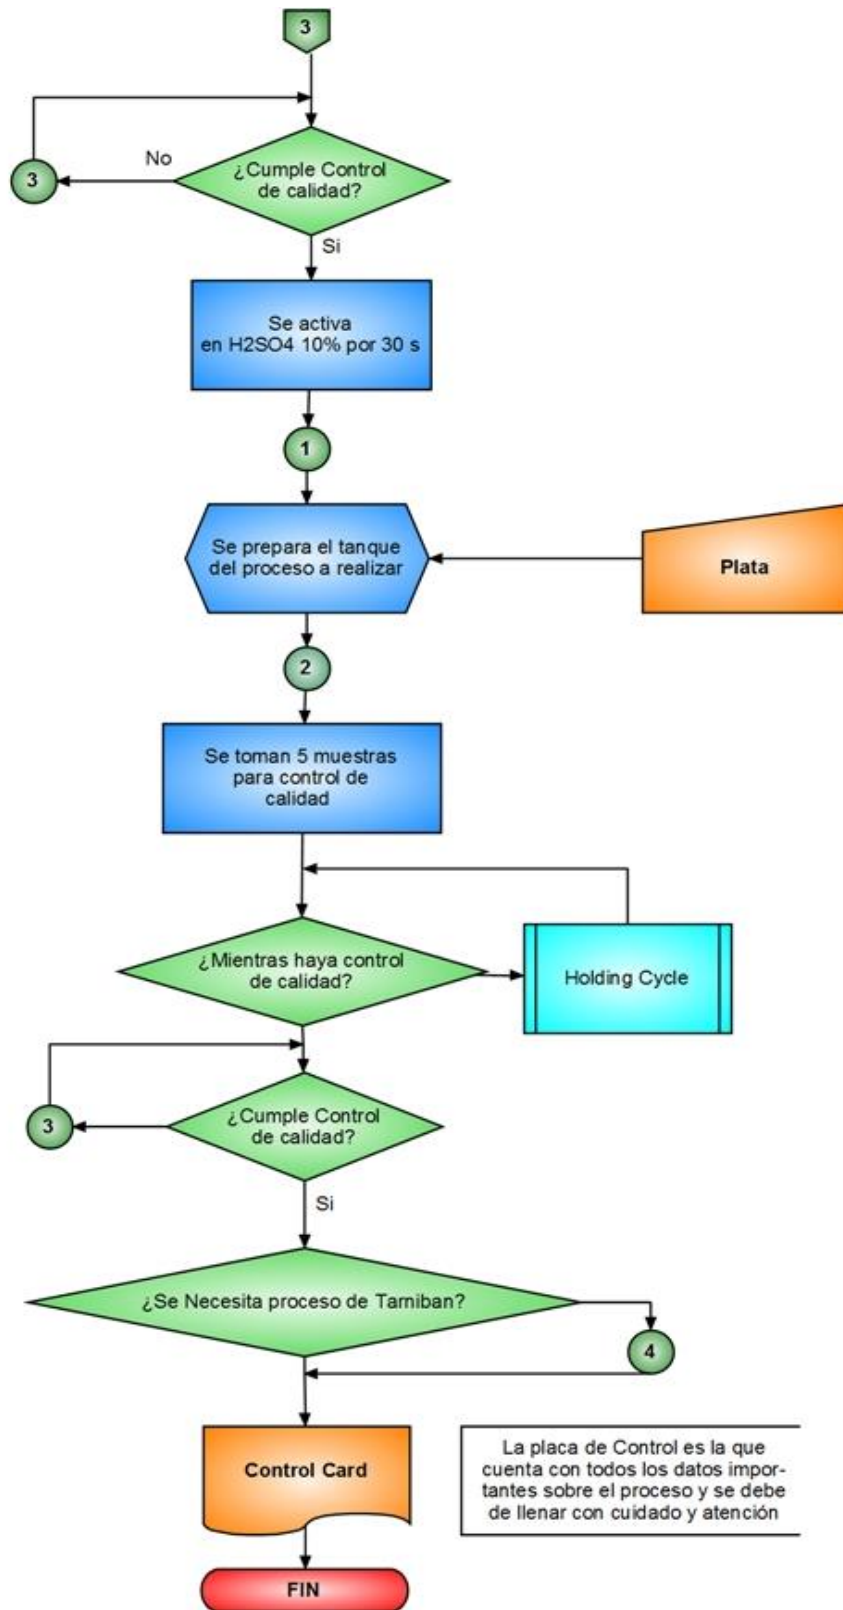 3
No
¿Cumple Control
de calidad?
3
Si
Se activa
en H2SO4 10% por 30 s
1
Se prepara el tanque
del proceso a realizar
Plata
2
Se toman 5 muestras
para control de
calidad
¿Mientras haya control
de calidad?
Holding Cycle
¿Cumple Control
de calidad?
3
Si
¿Se Necesita proceso de Tarniban?
4
Control Card
La placa de Control es la que
cuenta con todos los datos impor-
tantes sobre el proceso y se debe
de llenar con cuidado y atención
FIN